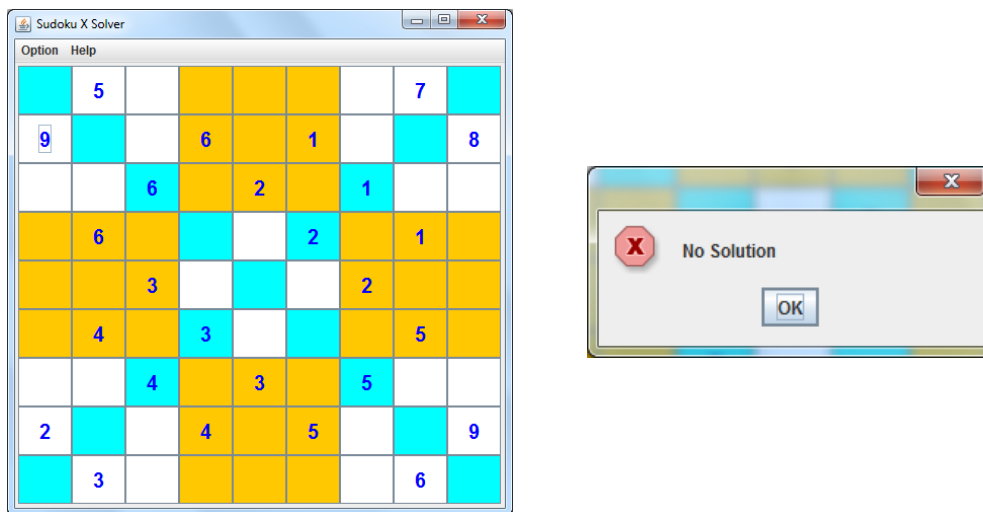 Sudoku X Solver
Option Help
5 7
9 6 1 8
6 2 1
6 2 1
3 2
4 3 5
4 3 5
2 4 5 9
3 6
No Solution
OK